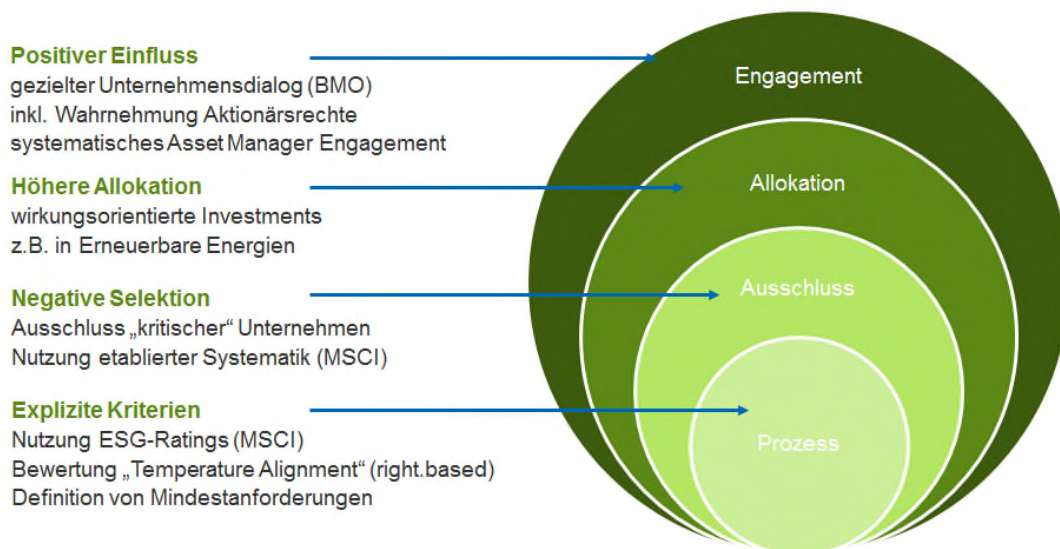 Positiver Einfluss
gezielter Unternehmensdialog (BMO)
inkl. Wahrnehmung Aktionärsrechte
systematisches Asset Manager Engagement
Höhere Allokation
wirkungsorientierte Investments
z.B. in Erneuerbare Energien
Negative Selektion
Ausschluss „kritischer“ Unternehmen
Nutzung etablierter Systematik (MSCI)
Explizite Kriterien
Nutzung ESG-Ratings (MSCI)
Bewertung „Temperature Alignment“ (right.based)
Definition von Mindestanforderungen
Engagement
Allokation
Ausschluss
Prozess